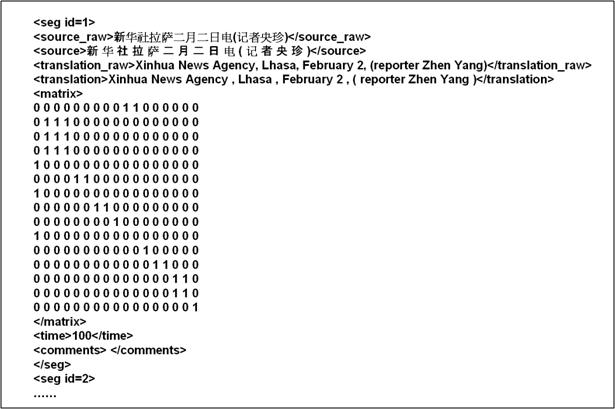 <seg id=1>
<source_raw>新华社拉萨二月二日电(记者央珍)</source_raw>
<source>新 华 社 拉 萨 二 月 二 日 电 ( 记 者 央 珍 )</source>
<translation_raw>Xinhua News Agency, Lhasa, February 2, (reporter Zhen Yang)</translation_raw>
<translation>Xinhua News Agency , Lhasa , February 2 , ( reporter Zhen Yang )</translation>
<matrix>
0 0 0 0 0 0 0 0 0 1 1 0 0 0 0 0 0
0 1 1 1 0 0 0 0 0 0 0 0 0 0 0 0 0
0 1 1 1 0 0 0 0 0 0 0 0 0 0 0 0 0
0 1 1 1 0 0 0 0 0 0 0 0 0 0 0 0 0
1 0 0 0 0 0 0 0 0 0 0 0 0 0 0 0 0
0 0 0 0 1 1 0 0 0 0 0 0 0 0 0 0 0
1 0 0 0 0 0 0 0 0 0 0 0 0 0 0 0 0
0 0 0 0 0 0 1 1 0 0 0 0 0 0 0 0 0
0 0 0 0 0 0 0 0 1 0 0 0 0 0 0 0 0
1 0 0 0 0 0 0 0 0 0 0 0 0 0 0 0 0
0 0 0 0 0 0 0 0 0 0 0 1 0 0 0 0 0
0 0 0 0 0 0 0 0 0 0 0 0 1 1 0 0 0
0 0 0 0 0 0 0 0 0 0 0 0 0 0 1 1 0
0 0 0 0 0 0 0 0 0 0 0 0 0 0 1 1 0
0 0 0 0 0 0 0 0 0 0 0 0 0 0 0 0 1
</matrix>
<time>100</time>
<comments> </comments>
</seg>
<seg id=2>
……